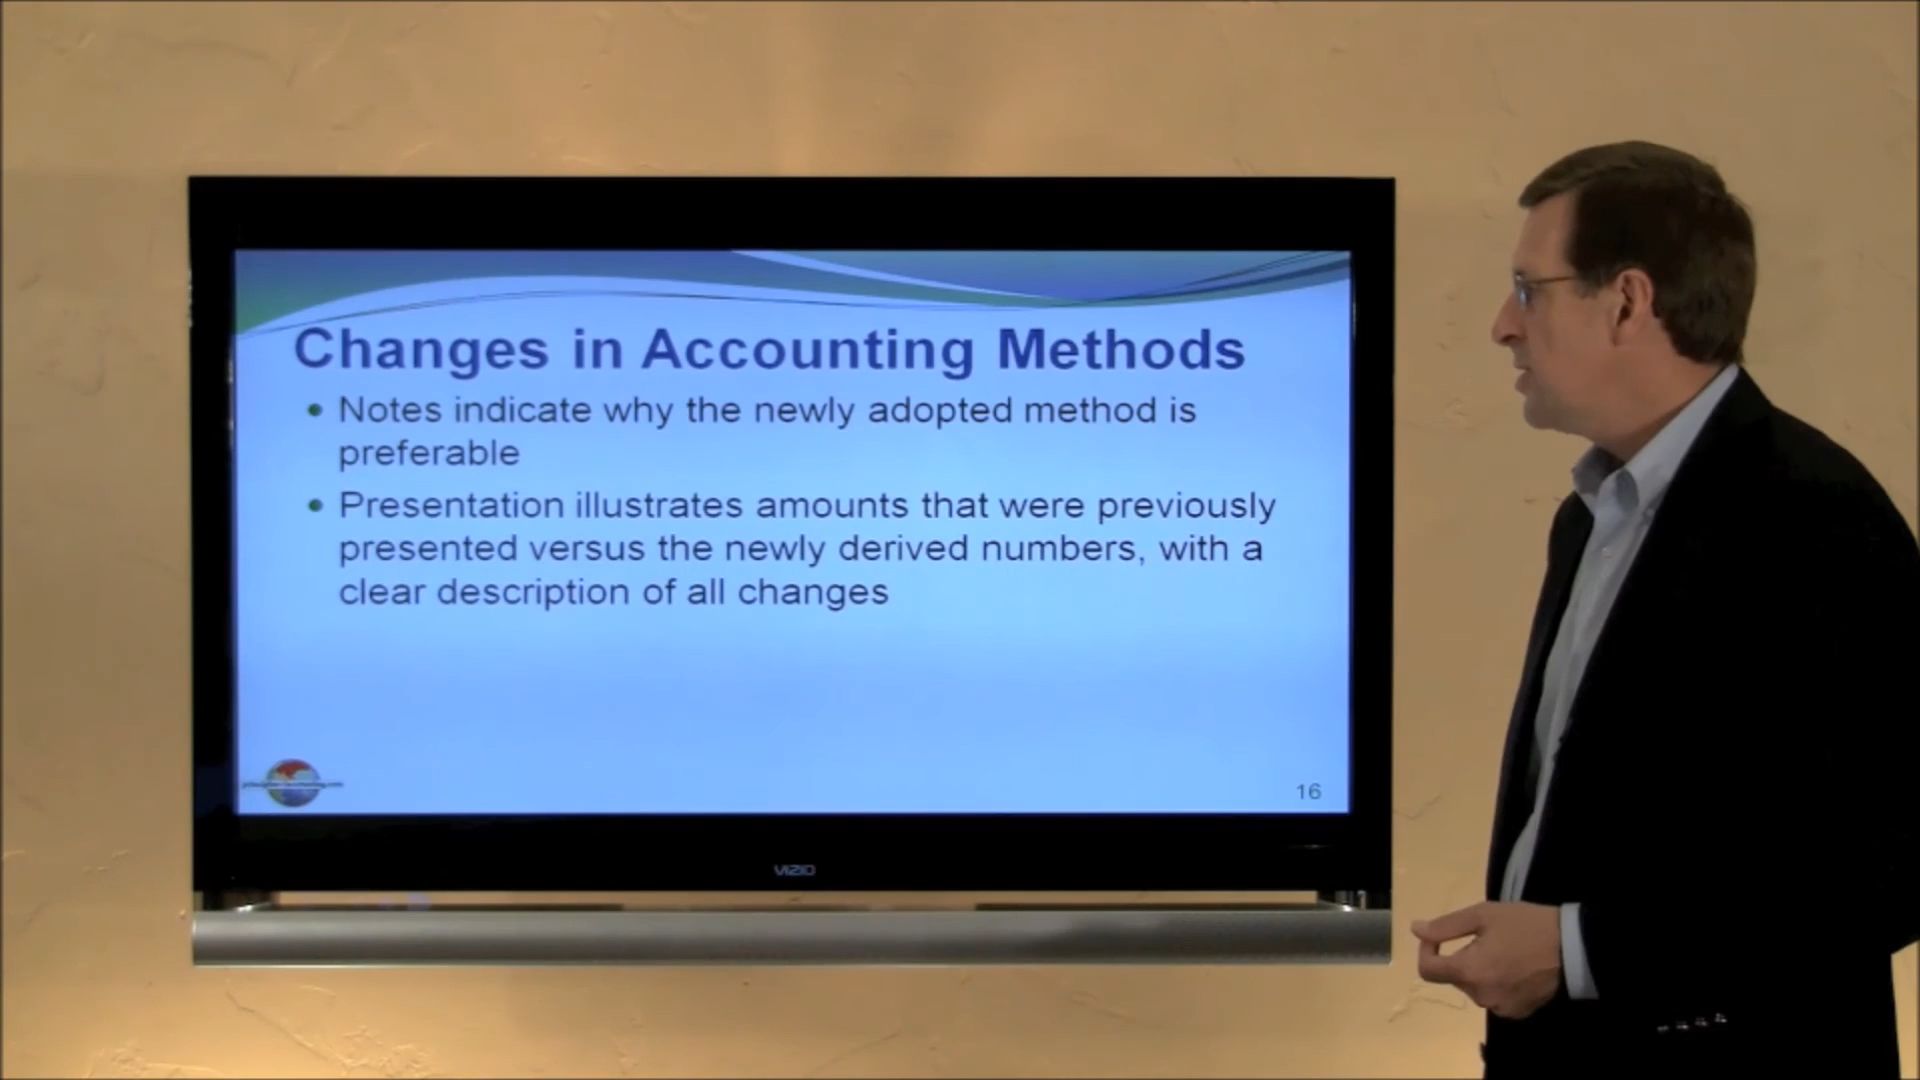 Changes in Accounting Methods
• Notes indicate why the newly adopted method is
preferable
• Presentation illustrates amounts that were previously
presented versus the newly derived numbers, with a
clear description of all changes
16
VIZIO